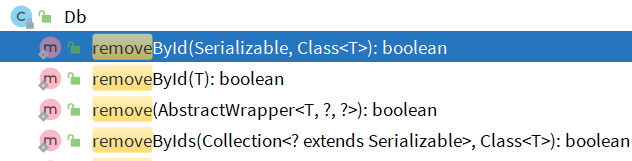 Db
removeById(Serializable, Class<T>): boolean
removeById(T): boolean
remove(AbstractWrapper<T, ?, ?>): boolean
removeByIds(Collection<? extends Serializable>, Class<T>): boolean